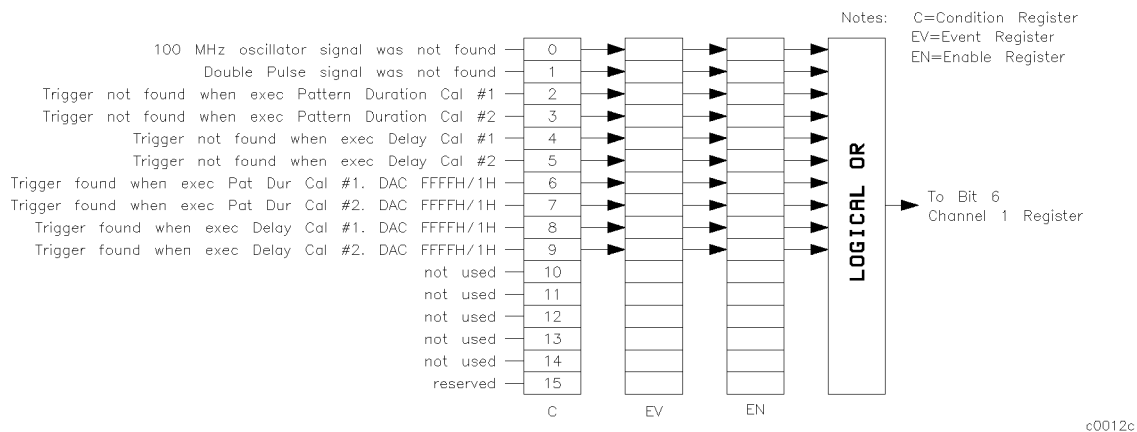 Notes: C=Condition Register
EV=Event Register
EN=Enable Register
100 MHz oscillator signal was not found 0
Double Pulse signal was not found 1
Trigger not found when exec Pattern Duration Cal #1 2
Trigger not found when exec Pattern Duration Cal #2 3
Trigger not found when exec Delay Cal #1 4
Trigger not found when exec Delay Cal #2 5
Trigger found when exec Pat Dur Cal #1. DAC FFFFH/1H 6
Trigger found when exec Pat Dur Cal #2. DAC FFFFH/1H 7
Trigger found when exec Delay Cal #1. DAC FFFFH/1H 8
Trigger found when exec Delay Cal #2. DAC FFFFH/1H 9
not used 10
not used 11
not used 12
not used 13
not used 14
reserved 15
C EV EN
LOGICAL OR
To Bit 6
Channel 1 Register
c0012c